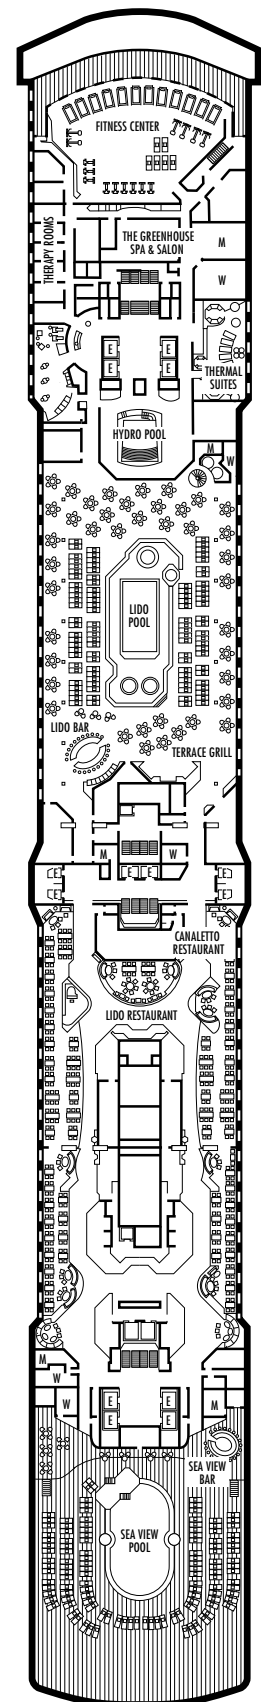 FITNESS CENTER
THERAPY ROOMS
THE GREENHOUSE
SPA & SALON
M
W
E E
E E
THERMAL
SUITES
HYDRO POOL
M
W
LIDO
POOL
LIDO BAR
TERRACE GRILL
M
W
E
E E
E
E
E
CANALETTO
RESTAURANT
LIDO RESTAURANT
M
W
W
M
E E
E E
SEA VIEW
BAR
SEA VIEW
POOL